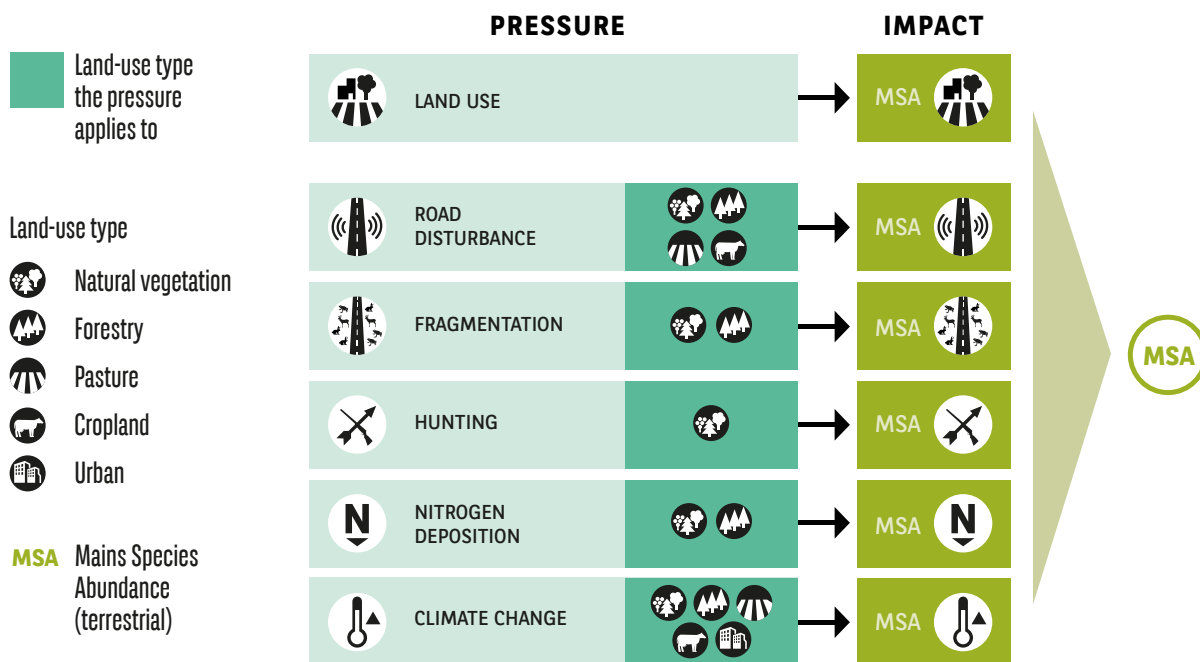 PRESSURE
IMPACT
Land-use type
the pressure
applies to
LAND USE
MSA
Land-use type
Natural vegetation
Forestry
Pasture
Cropland
Urban
MSA Mains Species
Abundance
(terrestrial)
ROAD
DISTURBANCE
MSA
FRAGMENTATION
MSA
HUNTING
MSA
N
NITROGEN
DEPOSITION
MSA
N
CLIMATE CHANGE
MSA
MSA